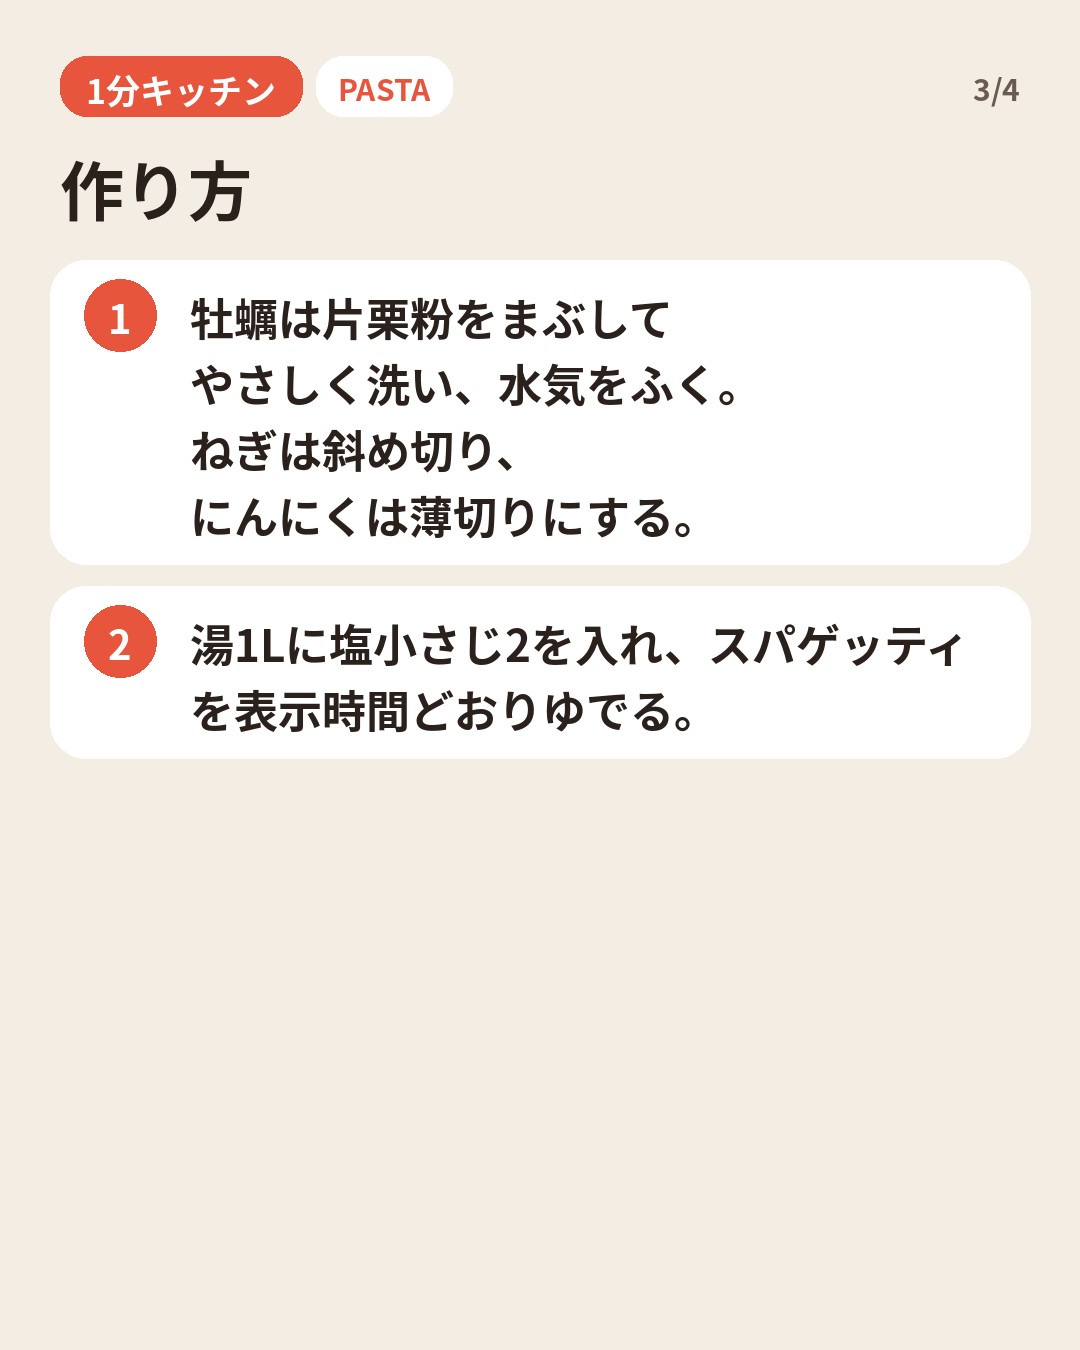 1分キッチン
PASTA
3/4
作り方
1
牡蠣は片栗粉をまぶして
やさしく洗い、水気をふく。
ねぎは斜め切り、
にんにくは薄切りにする。
2
湯1Lに塩小さじ2を入れ、スパゲッティ
を表示時間どおりゆでる。